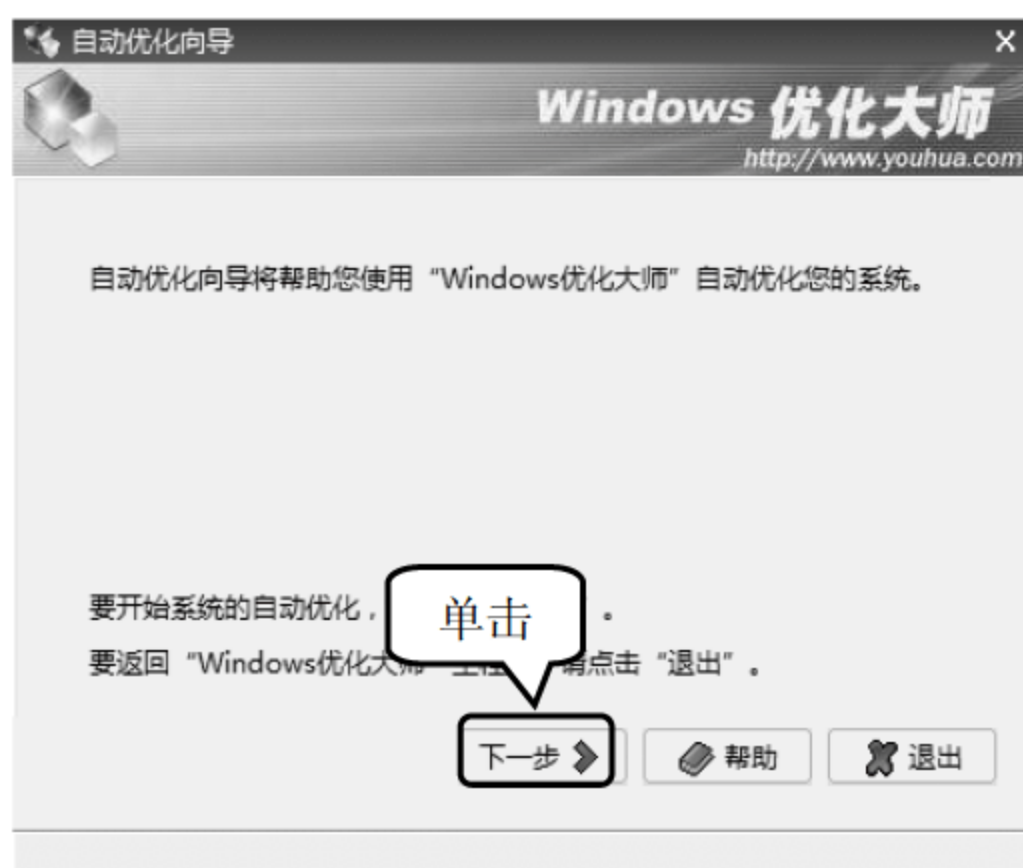 自动优化向导
Windows 优化大师
http://www.youhua.com
自动优化向导将帮助您使用“Windows优化大师”自动优化您的系统。
要开始系统的自动优化，
单击
。
要返回“Windows优化大师 请点击“退出”。
下一步
帮助
退出